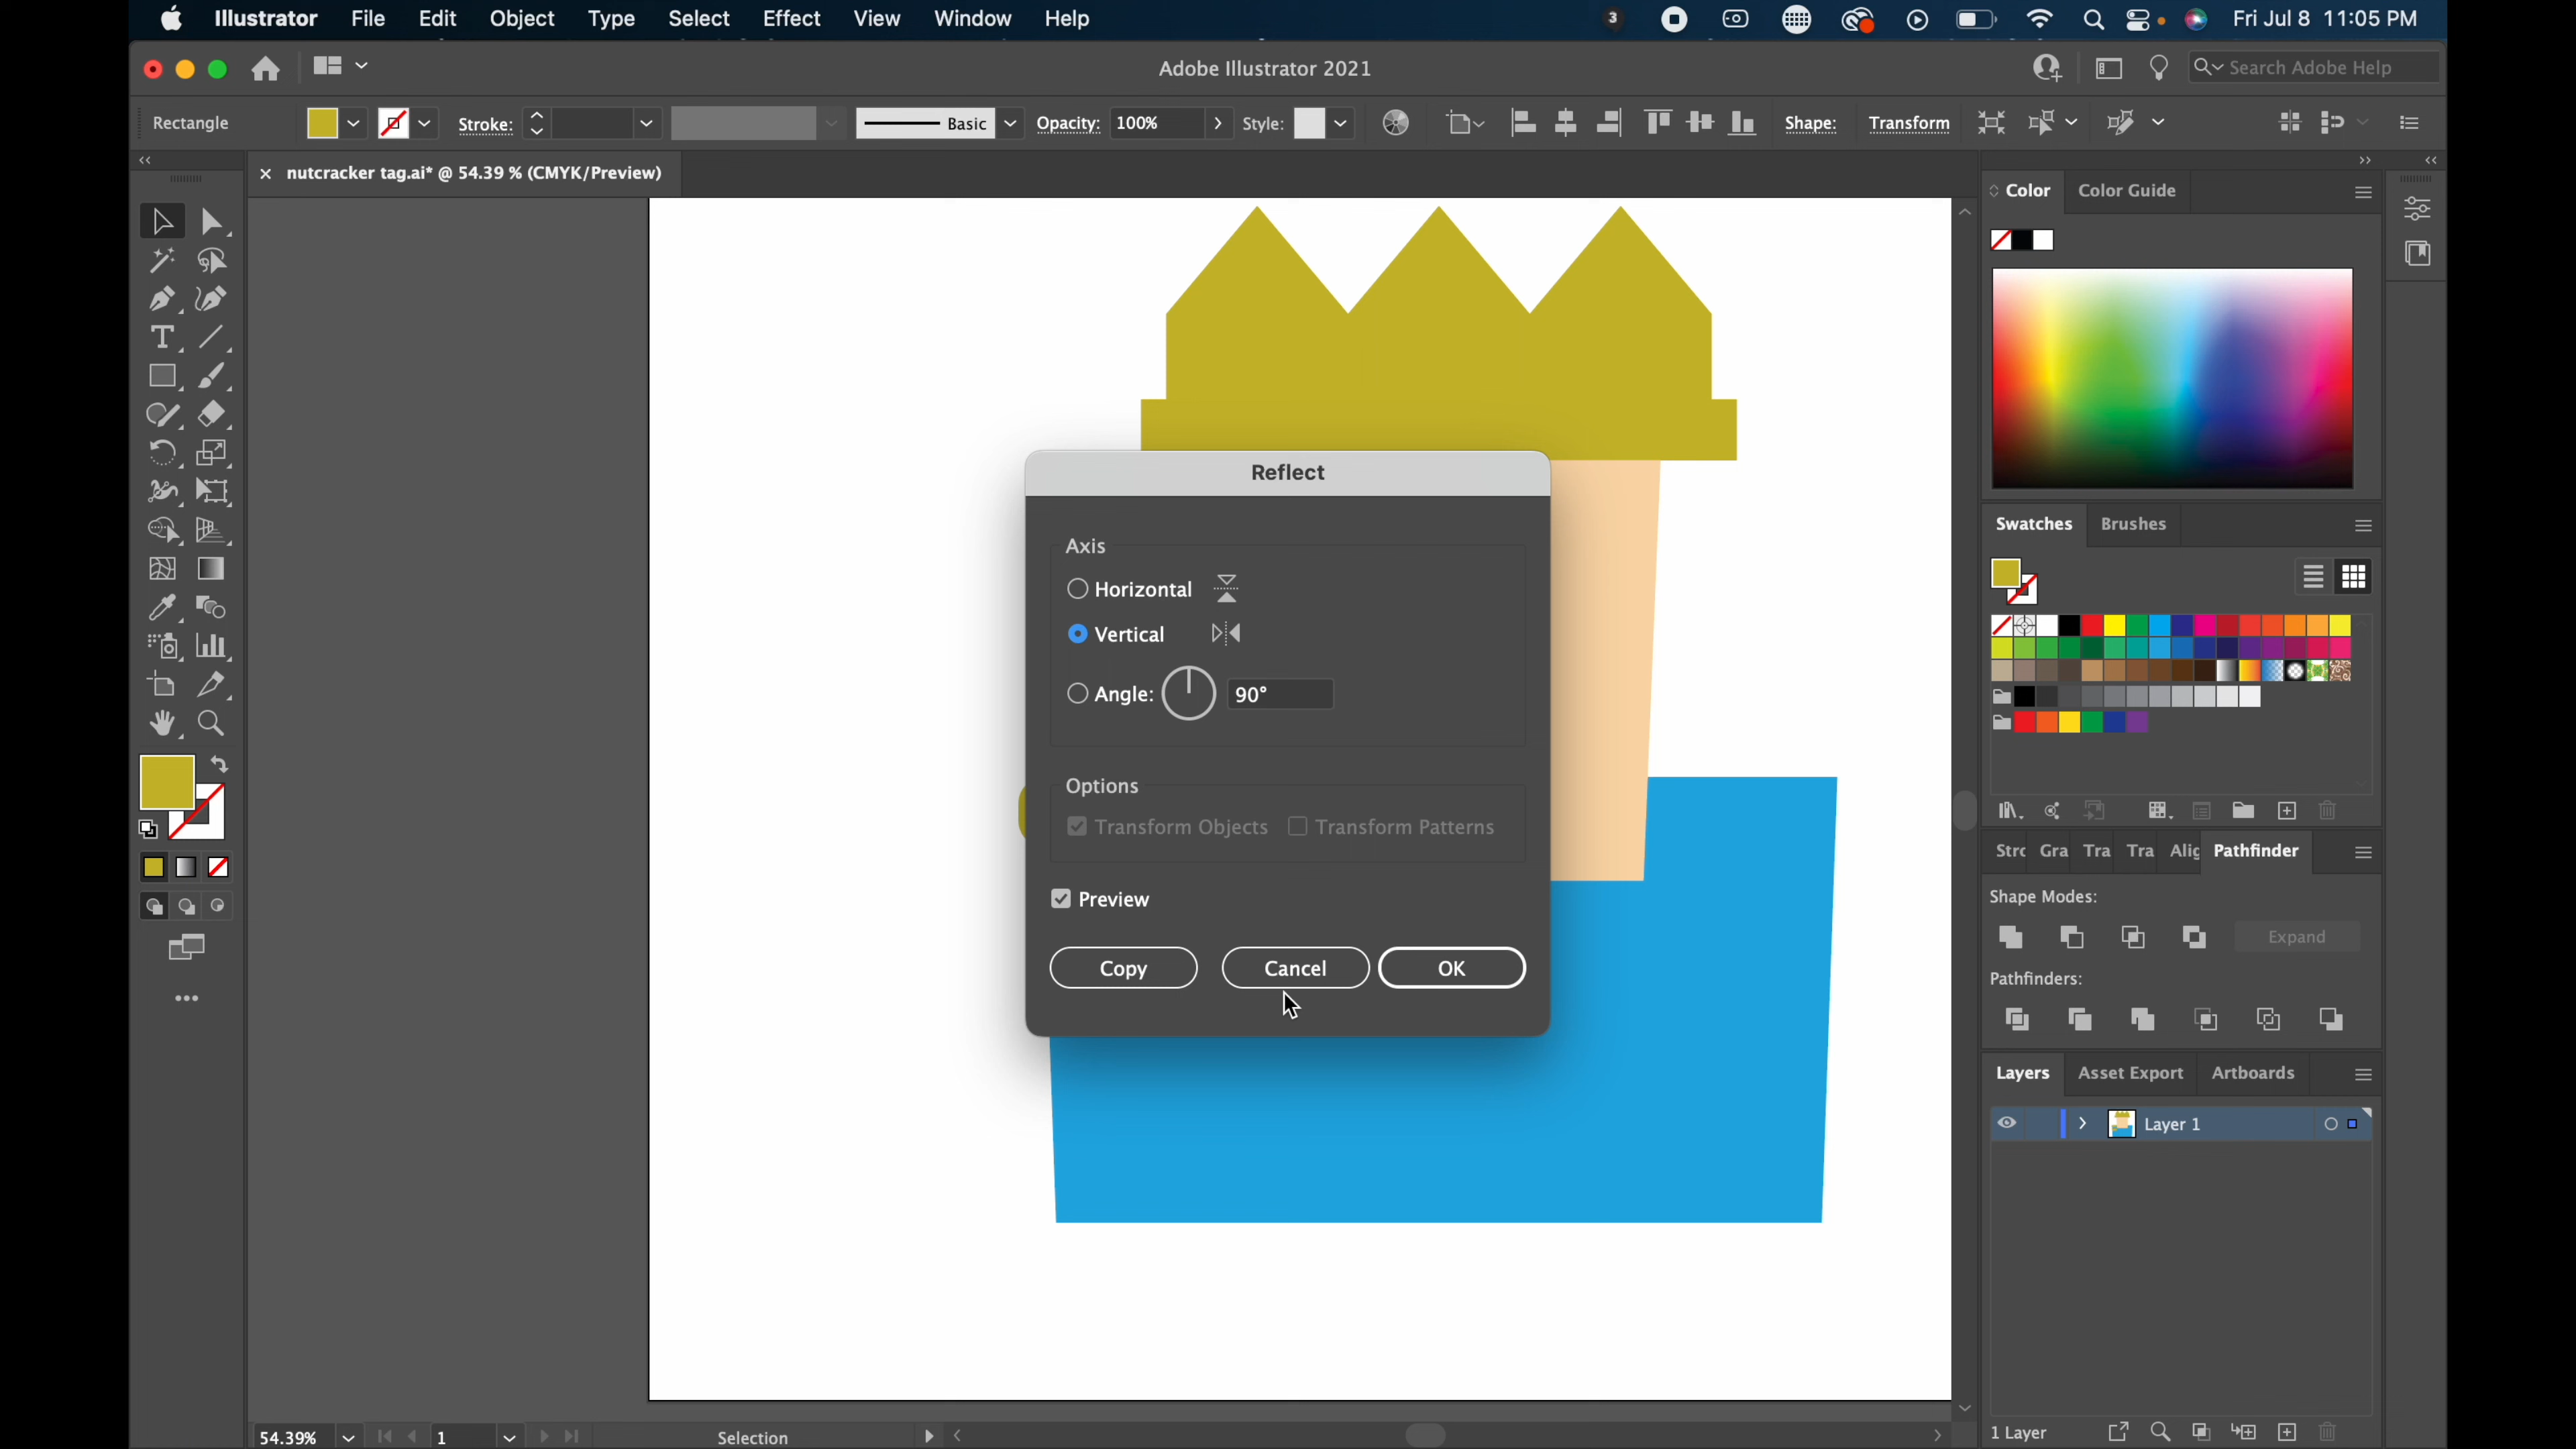 Illustrator File Edit Object Type Select Effect View Window Help 3 Fri Jul 8 11:05 PM
Adobe Illustrator 2021 Search Adobe Help
Rectangle Stroke: Basic Opacity: 100% Style: Shape: Transform
nutcracker tag.ai* @ 54.39 % (CMYK/Preview)
Color Color Guide
Reflect
Axis
Horizontal
Vertical
Angle: 90°
Options
Transform Objects Transform Patterns
Preview
Copy Cancel OK
Swatches Brushes
Strc Gra Tra Tra Alig Pathfinder
Shape Modes:
Expand
Pathfinders:
Layers Asset Export Artboards
Layer 1
1 Layer
54.39% 1 Selection